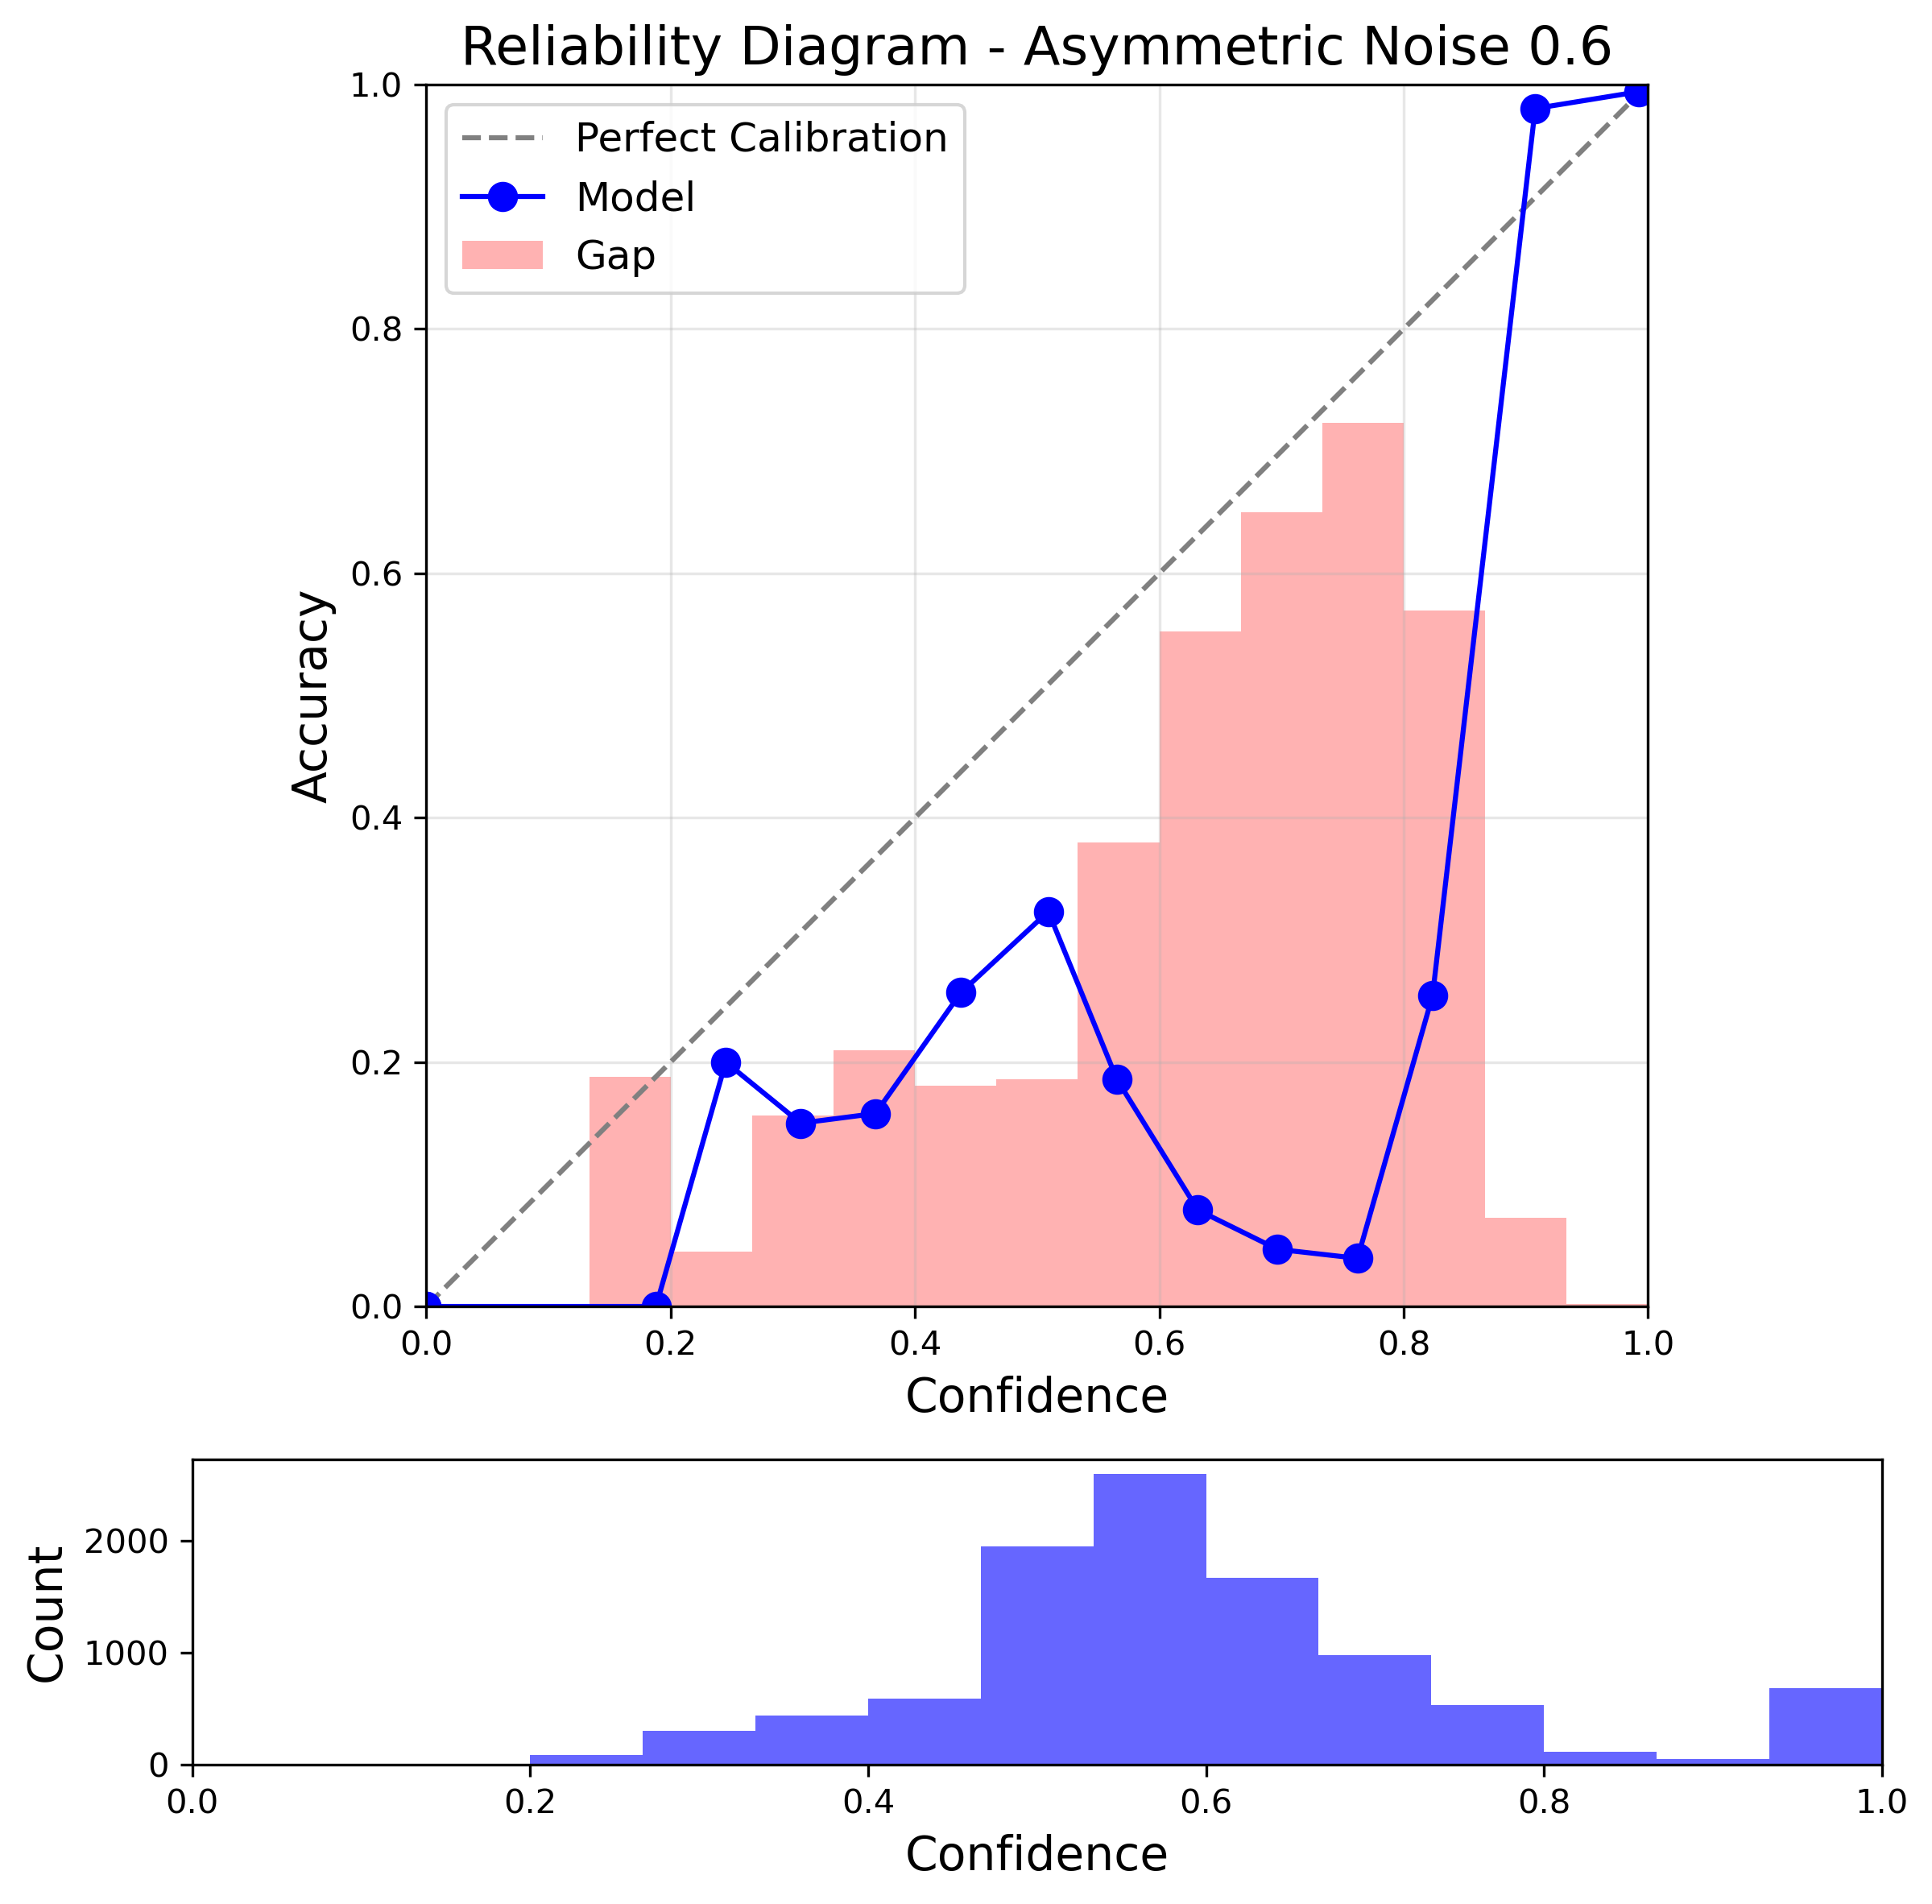 Reliability Diagram - Asymmetric Noise 0.6
Perfect Calibration
Model
Gap
1.0
0.8
0.6
0.4
0.2
0.0
Accuracy
0.0 0.2 0.4 0.6 0.8 1.0
Confidence
2000
1000
0
Count
0.0 0.2 0.4 0.6 0.8 1.0
Confidence